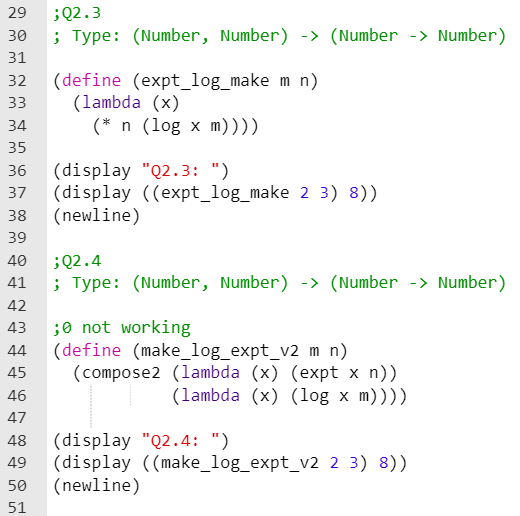 29 ;Q2.3
30 ; Type: (Number, Number) -> (Number -> Number)
31
32 (define (expt_log_make m n)
33   (lambda (x)
34     (* n (log x m))))
35
36 (display "Q2.3: ")
37 (display ((expt_log_make 2 3) 8))
38 (newline)
39
40 ;Q2.4
41 ; Type: (Number, Number) -> (Number -> Number)
42
43 ;0 not working
44 (define (make_log_expt_v2 m n)
45   (compose2 (lambda (x) (expt x n))
46             (lambda (x) (log x m))))
47
48 (display "Q2.4: ")
49 (display ((make_log_expt_v2 2 3) 8))
50 (newline)
51